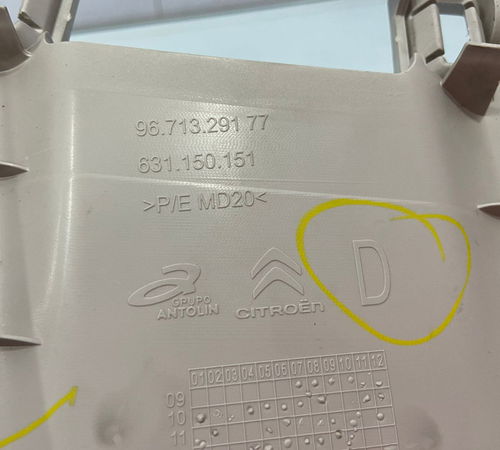 96.713.291 77
631.150.151
>P/E MD20<
GRUPO
ANTOLIN
CITROËN
D
01 02 03 04 05 06 07 08 09 10 11 12
09
10
11